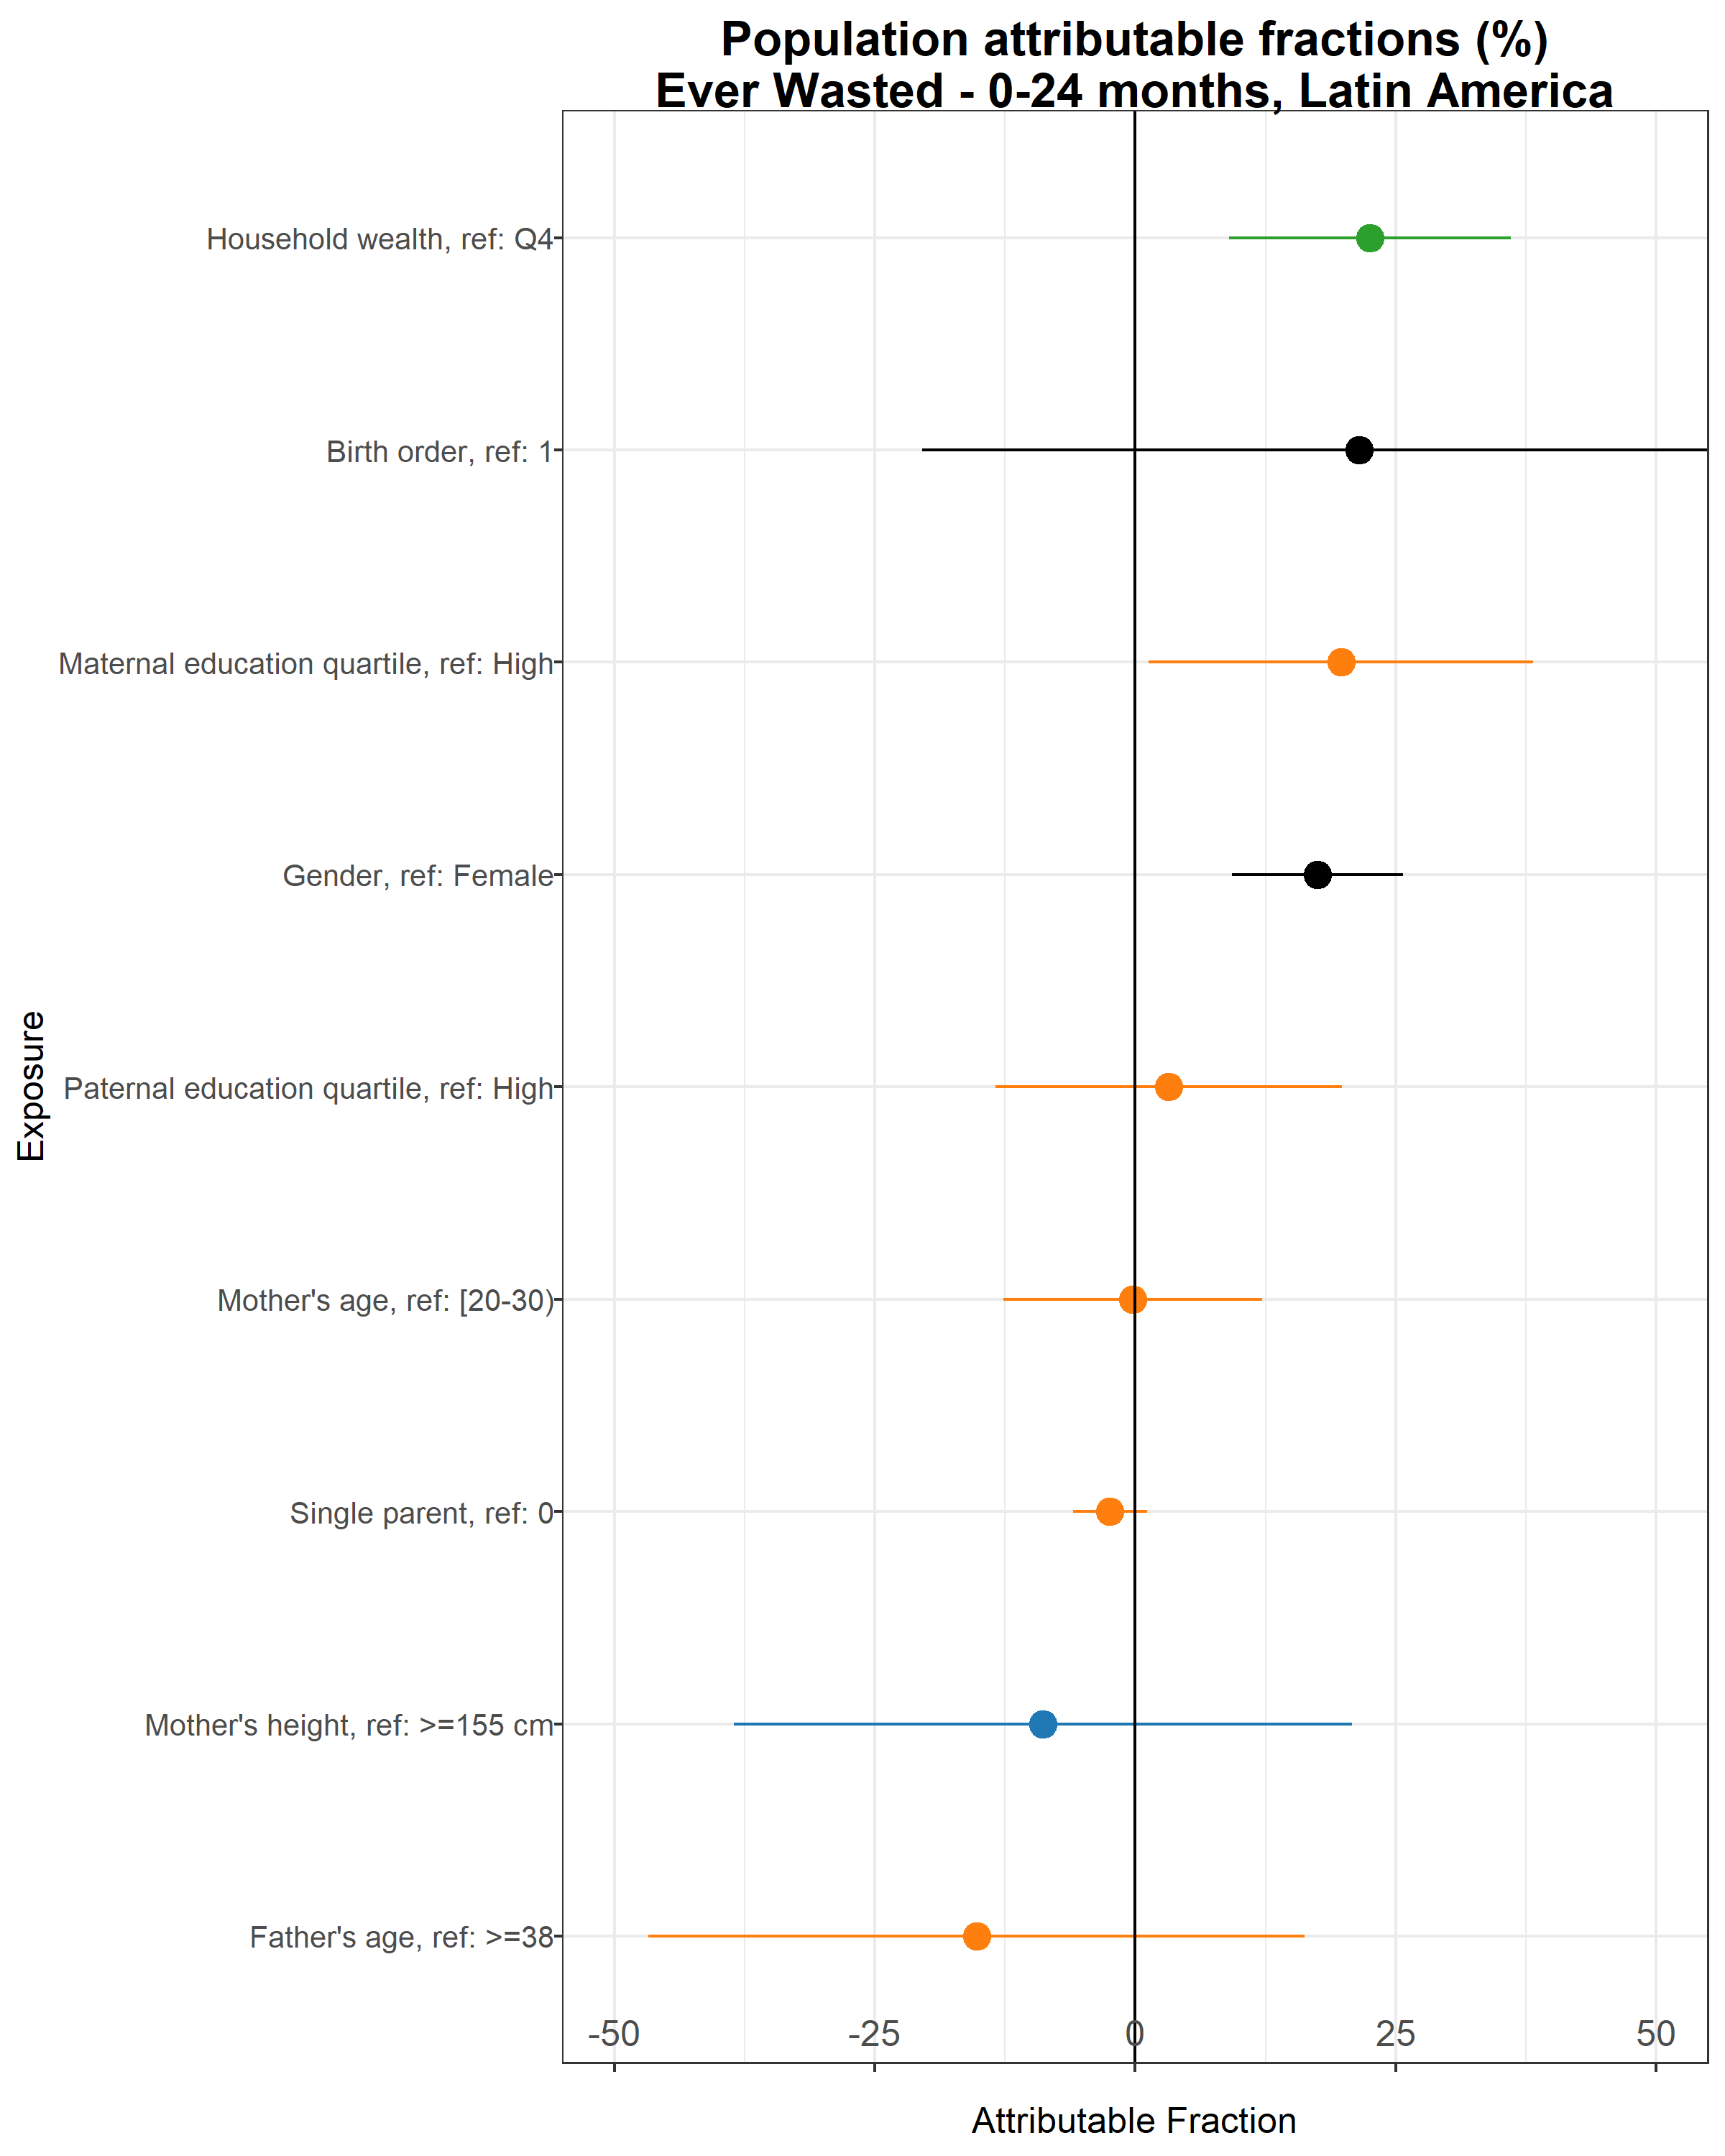 Population attributable fractions (%)
Ever Wasted - 0-24 months, Latin America
Household wealth, ref: Q4
Birth order, ref: 1
Maternal education quartile, ref: High
Gender, ref: Female
Paternal education quartile, ref: High
Mother's age, ref: [20-30)
Single parent, ref: 0
Mother's height, ref: >=155 cm
Father's age, ref: >=38
Exposure
-50 -25 0 25 50
Attributable Fraction